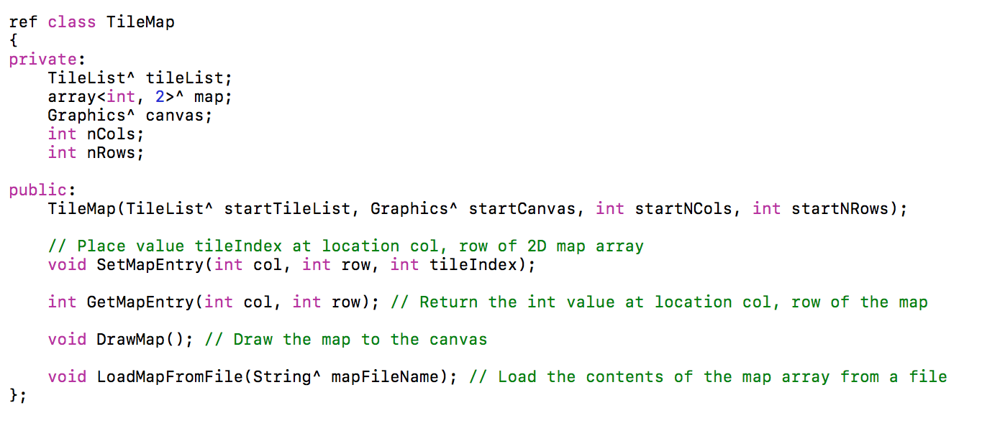 ref class TileMap
{
private:
    TileList^ tileList;
    array<int, 2>^ map;
    Graphics^ canvas;
    int nCols;
    int nRows;

public:
    TileMap(TileList^ startTileList, Graphics^ startCanvas, int startNCols, int startNRows);

    // Place value tileIndex at location col, row of 2D map array
    void SetMapEntry(int col, int row, int tileIndex);

    int GetMapEntry(int col, int row); // Return the int value at location col, row of the map

    void DrawMap(); // Draw the map to the canvas

    void LoadMapFromFile(String^ mapFileName); // Load the contents of the map array from a file
};